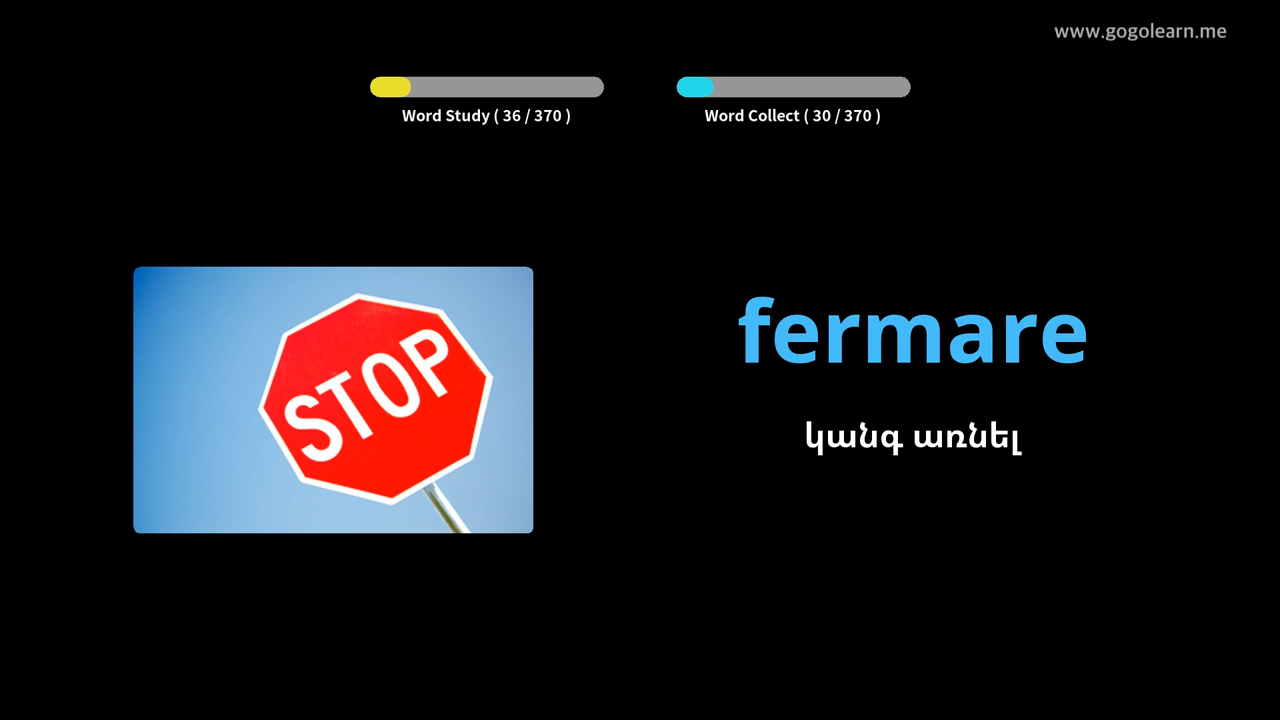 www.gogolearn.me
Word Study ( 36 / 370 )
Word Collect ( 30 / 370 )
STOP
fermare
կանգ առնել